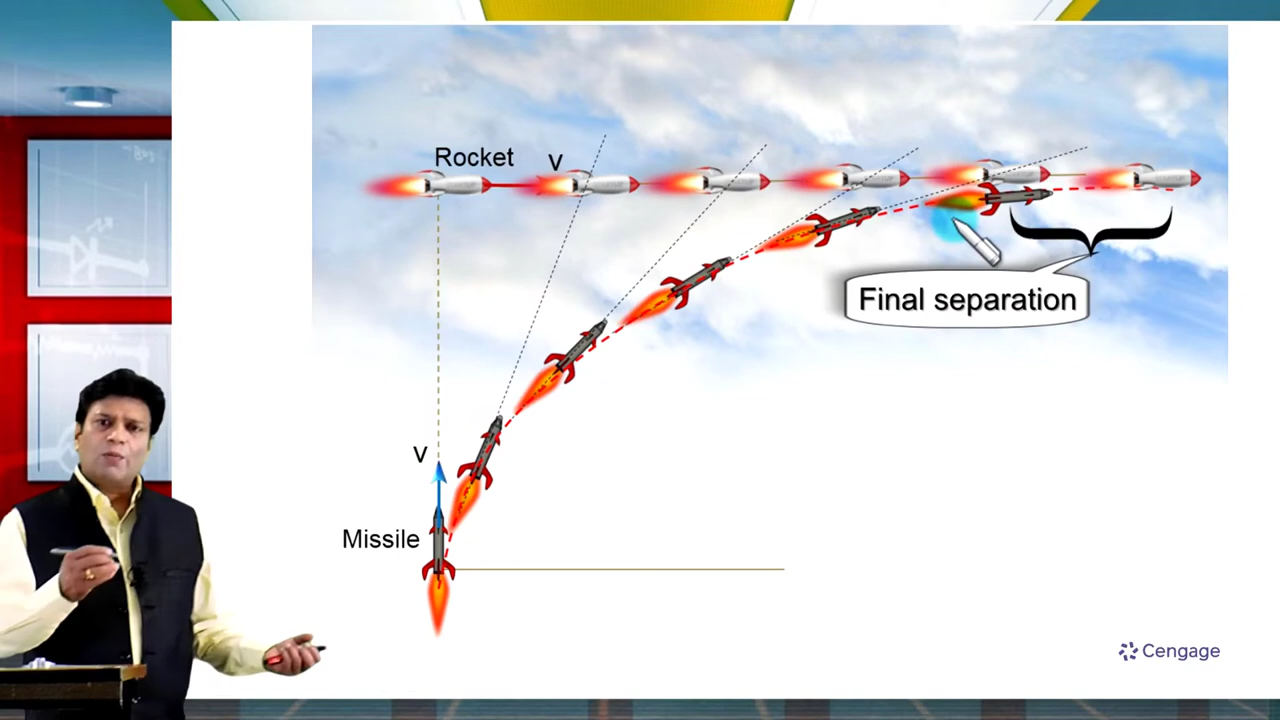 Rocket
V
V
Missile
Final separation
Cengage